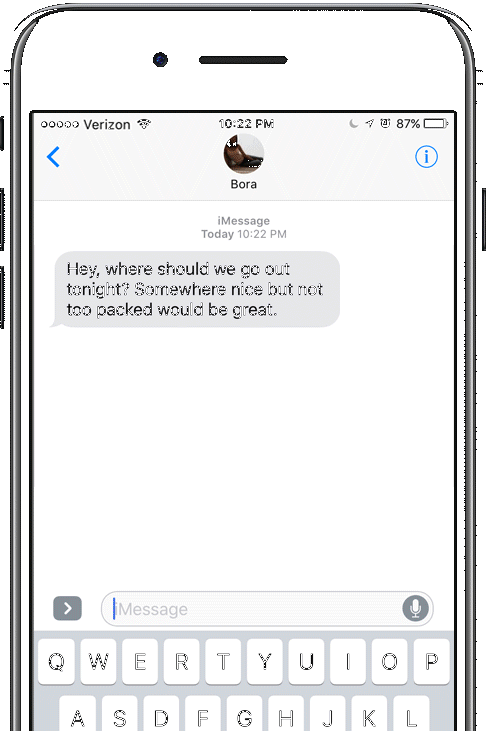 Verizon 10:22 PM 87%
Bora
iMessage
Today 10:22 PM
Hey, where should we go out
tonight? Somewhere nice but not
too packed would be great.
iMessage
Q W E R T Y U I O P
A S D F G H J K L